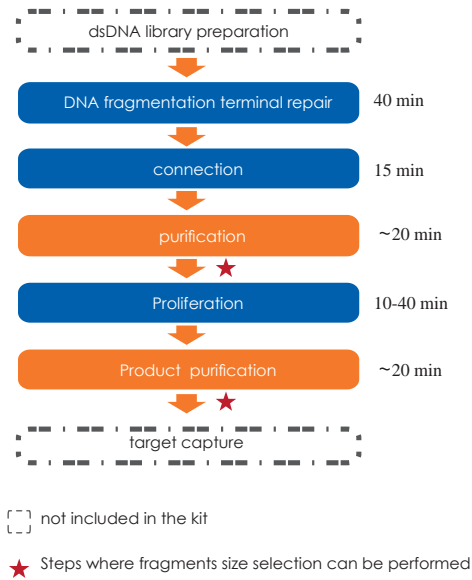 dsDNA library preparation
DNA fragmentation terminal repair
40 min
connection
15 min
purification
~20 min
Proliferation
10-40 min
Product purification
~20 min
target capture
not included in the kit
Steps where fragments size selection can be performed